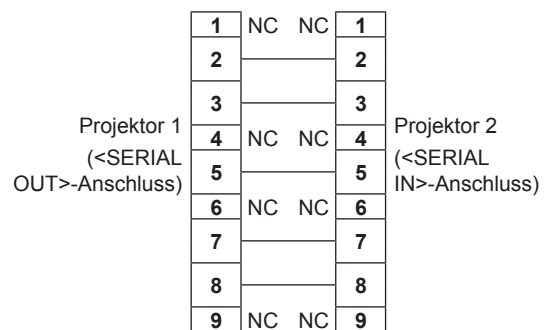 1 NC NC 1
2 2
3 3
Projektor 1
(<SERIAL
OUT>-Anschluss)
4 NC NC 4
Projektor 2
(<SERIAL
IN>-Anschluss)
5 5
6 NC NC 6
7 7
8 8
9 NC NC 9